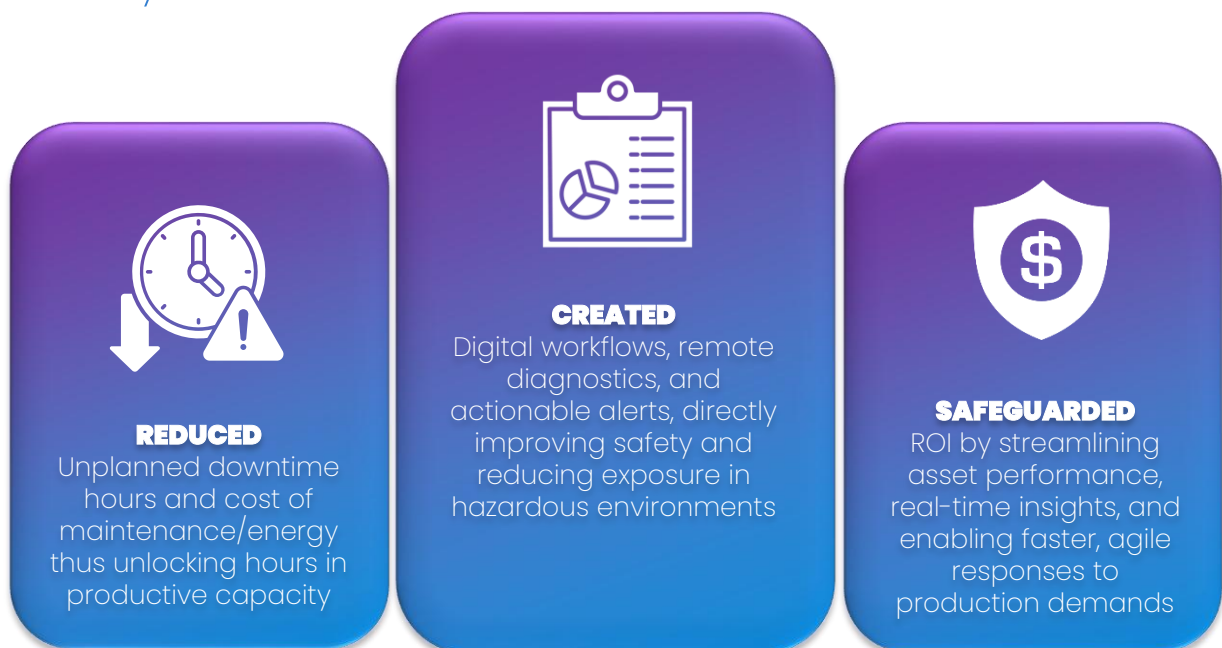 REDUCED
Unplanned downtime
hours and cost of
maintenance/energy
thus unlocking hours in
productive capacity
CREATED
Digital workflows, remote
diagnostics, and
actionable alerts, directly
improving safety and
reducing exposure in
hazardous environments
$
SAFEGUARDED
ROI by streamlining
asset performance,
real-time insights, and
enabling faster, agile
responses to
production demands